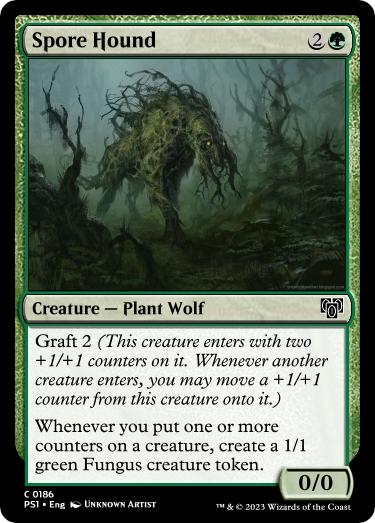 Spore Hound 2
Creature — Plant Wolf
Graft 2 (This creature enters with two
+1/+1 counters on it. Whenever another
creature enters, you may move a +1/+1
counter from this creature onto it.)
Whenever you put one or more
counters on a creature, create a 1/1
green Fungus creature token.
0/0
C 0186
PS1 • Eng Unknown Artist
™ & © 2023 Wizards of the Coast